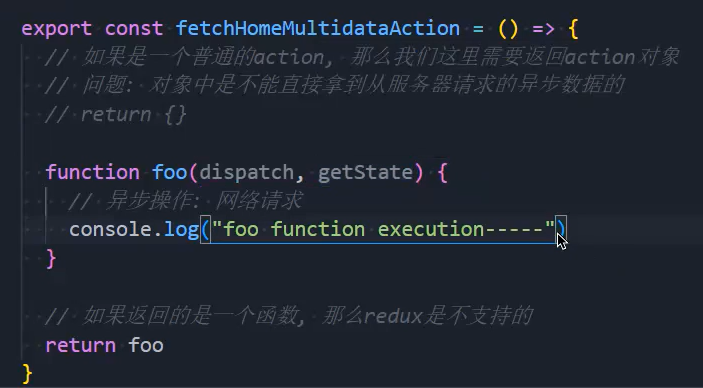 export const fetchHomeMultidataAction = () => {
// 如果是一个普通的action, 那么我们这里需要返回action对象
// 问题: 对象中是不能直接拿到从服务器请求的异步数据的
// return {}
function foo(dispatch, getState) {
// 异步操作: 网络请求
console.log("foo function execution-----")
}
// 如果返回的是一个函数, 那么redux是不支持的
return foo
}